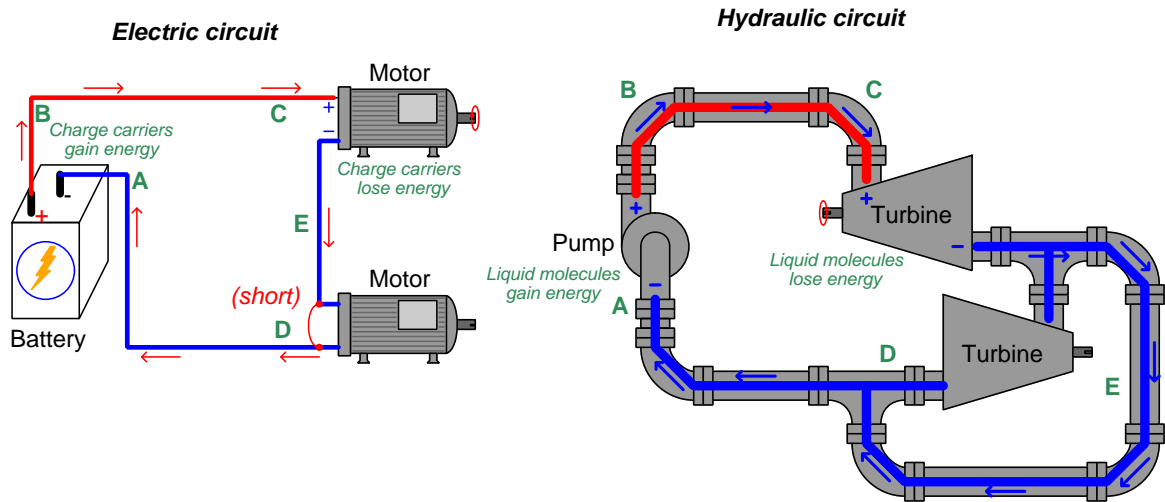 Electric circuit
Motor
B
C
+
−
Charge carriers
gain energy
A
-
+
Charge carriers
lose energy
E
(short)
Motor
D
Battery
Hydraulic circuit
B
C
+
+
Turbine
Pump
−
−
Liquid molecules
gain energy
Liquid molecules
lose energy
A
D
Turbine
E